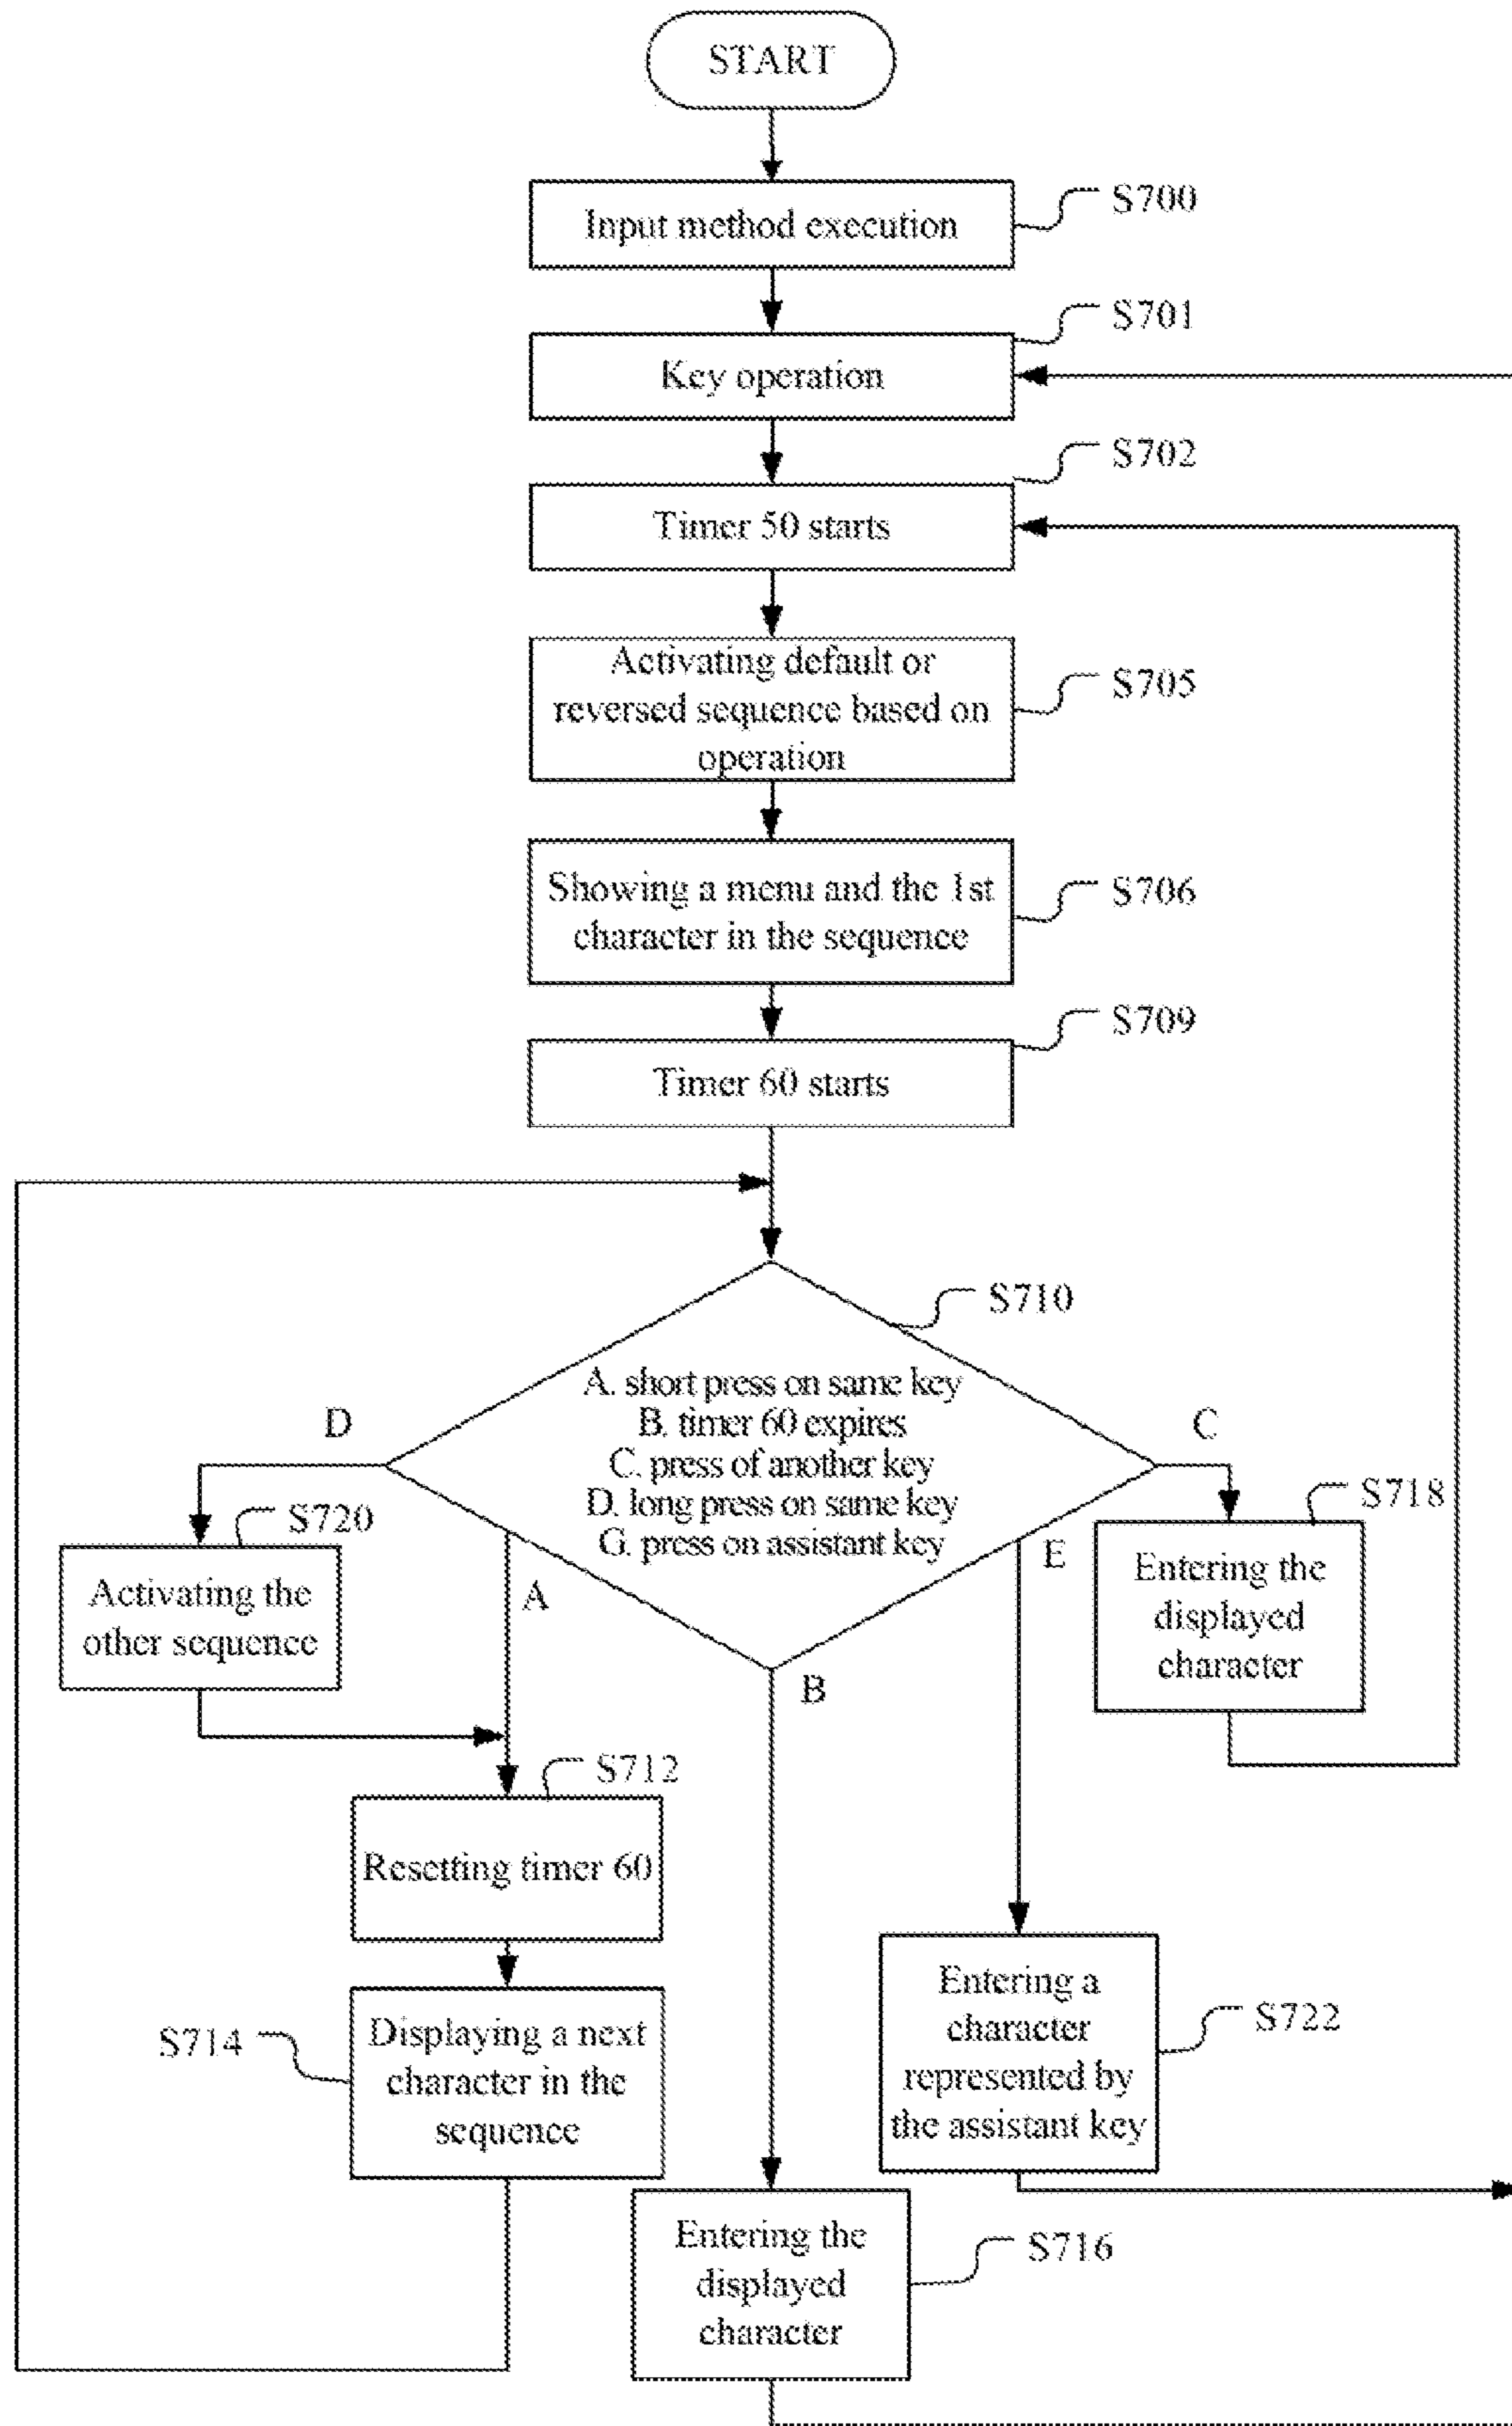 START
Input method execution
S700
Key operation
S701
Timer 50 starts
S702
Activating default or
reversed sequence based on
operation
S705
Showing a menu and the 1st
character in the sequence
S706
Timer 60 starts
S709
S710
A. short press on same key
B. timer 60 expires
C. press of another key
D. long press on same key
G. press on assistant key
D
C
A
E
B
S720
Activating the
other sequence
S718
Entering the
displayed
character
S712
Resetting timer 60
S714
Displaying a next
character in the
sequence
S722
Entering a
character
represented by
the assistant key
S716
Entering the
displayed
character